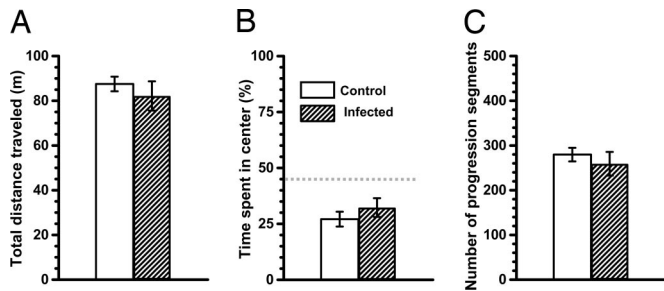 A
B
C
Total distance traveled (m)
100
80
60
40
20
0
Time spent in center (%)
100
75
50
25
0
Control
Infected
Number of progression segments
500
400
300
200
100
0